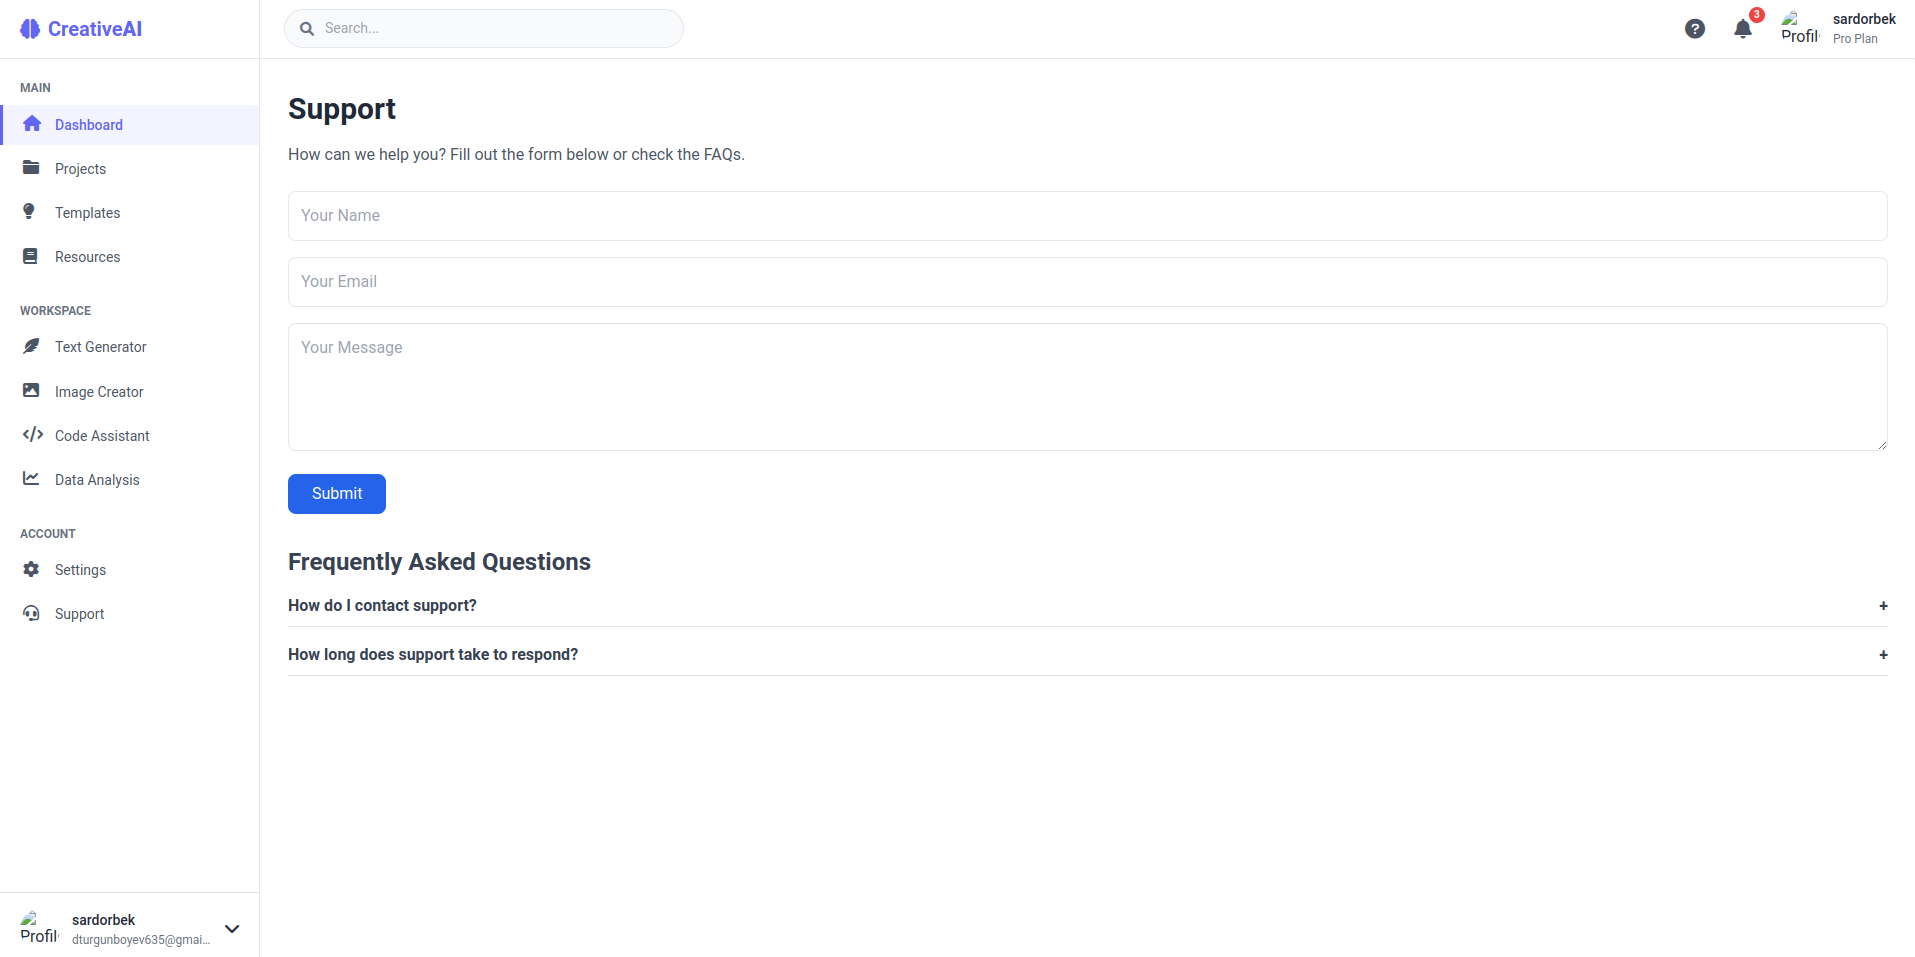 CreativeAI
Search...
3
Profil
sardorbek
Pro Plan
MAIN
Dashboard
Projects
Templates
Resources
WORKSPACE
Text Generator
Image Creator
Code Assistant
Data Analysis
ACCOUNT
Settings
Support
Profil
sardorbek
dturgunboyev635@gmai...
Support
How can we help you? Fill out the form below or check the FAQs.
Your Name
Your Email
Your Message
Submit
Frequently Asked Questions
How do I contact support? +
How long does support take to respond? +